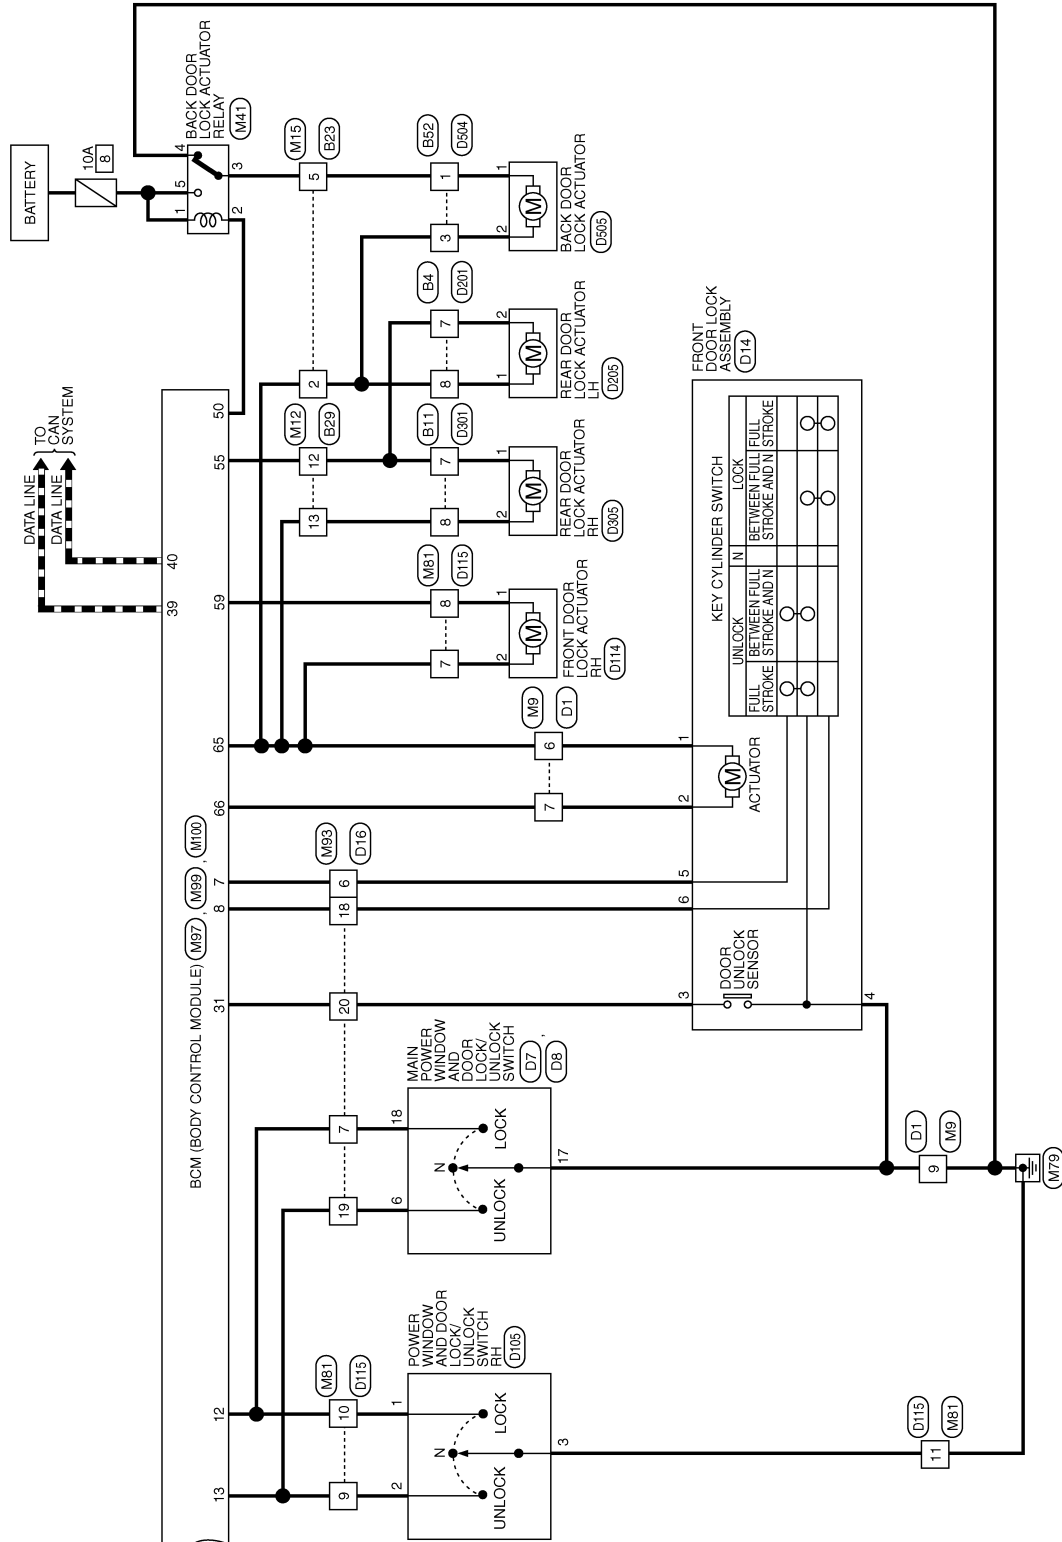 BATTERY
10A
8
BACK DOOR
LOCK ACTUATOR
RELAY
M41
1
5
4
2
3
TO
CAN
SYSTEM
DATA LINE
DATA LINE
39
40
BCM (BODY CONTROL MODULE) M97 , M99 , M100
13
12
31
8
7
66
65
59
55
50
M15
B23
5
2
M12
B29
12
13
B52
D504
1
3
B4
D201
7
8
B11
D301
7
8
M81
D115
8
7
1
2
BACK DOOR
LOCK ACTUATOR
D505
M
2
1
REAR DOOR
LOCK ACTUATOR
LH
D205
M
1
2
REAR DOOR
LOCK ACTUATOR
RH
D305
M
1
2
FRONT DOOR
LOCK ACTUATOR
RH
D114
M
M9
D1
6
7
M93
D16
6
18
20
7
19
M81
D115
10
9
FRONT
DOOR LOCK
ASSEMBLY
D14
1
2
5
6
3
4
M
ACTUATOR
DOOR
UNLOCK
SENSOR
KEY CYLINDER SWITCH
UNLOCK
N
LOCK
FULL
STROKE
BETWEEN FULL
STROKE AND N
BETWEEN FULL
STROKE AND N
FULL
STROKE
MAIN
POWER
WINDOW
AND
DOOR
LOCK/
UNLOCK
SWITCH
D7 ,
D8
18
6
17
N
LOCK
UNLOCK
POWER
WINDOW
AND DOOR
LOCK/
UNLOCK
SWITCH
RH
D105
1
2
3
N
LOCK
UNLOCK
D1
M9
9
D115
M81
11
M79